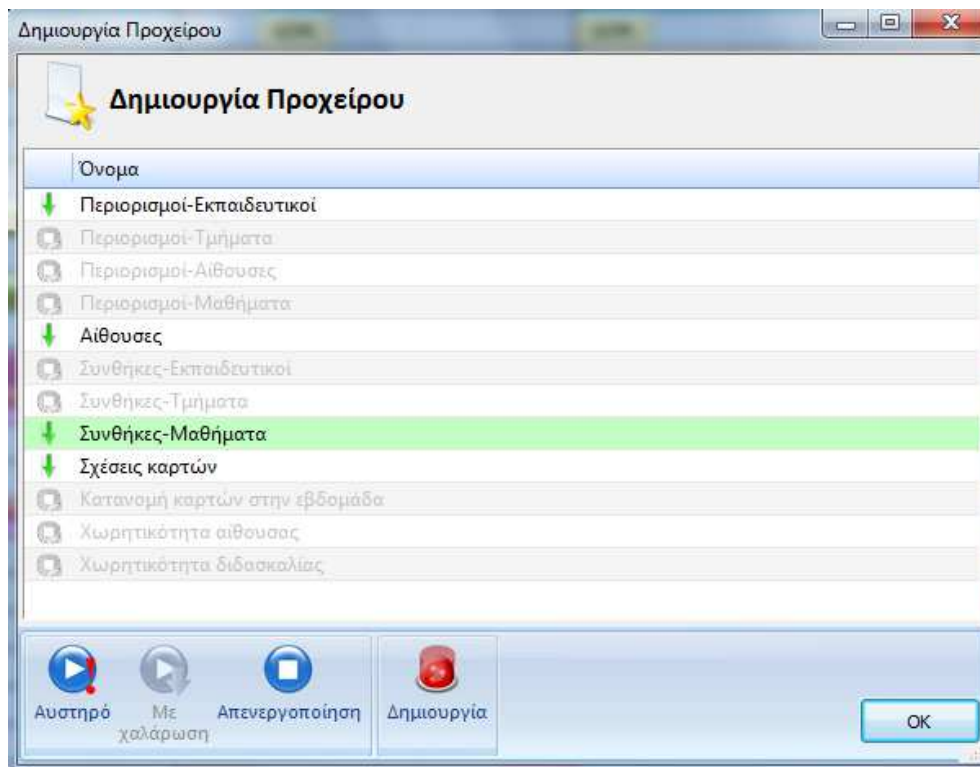 Δημιουργία Προχείρου
Δημιουργία Προχείρου
Όνομα
Περιορισμοί-Εκπαιδευτικοί
Περιορισμοί-Τμήματα
Περιορισμοί-Αίθουσες
Περιορισμοί-Μαθήματα
Αίθουσες
Συνθήκες-Εκπαιδευτικοί
Συνθήκες-Τμήματα
Συνθήκες-Μαθήματα
Σχέσεις καρτών
Κατανομή καρτών στην εβδομάδα
Χωρητικότητα αίθουσας
Χωρητικότητα διδασκαλίας
Αυστηρό
Με
χαλάρωση
Απενεργοποίηση
Δημιουργία
OK